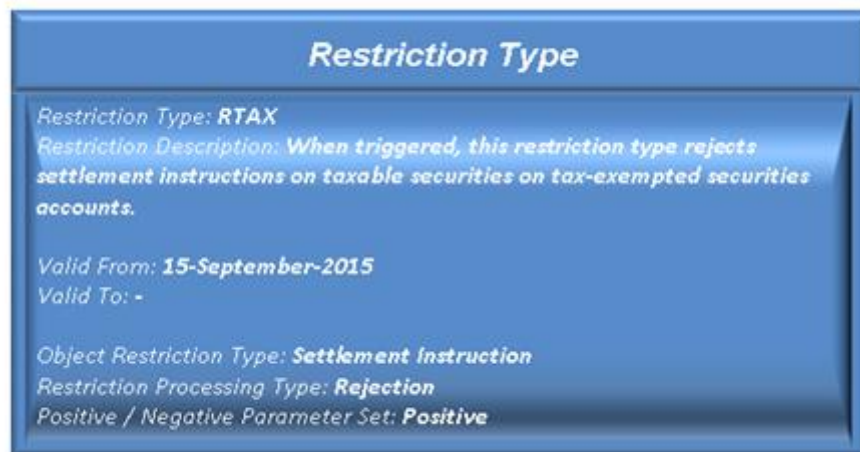 Restriction Type
Restriction Type: RTAX
Restriction Description: When triggered, this restriction type rejects
settlement instructions on taxable securities on tax-exempted securities
accounts.
Valid From: 15-September-2015
Valid To: -
Object Restriction Type: Settlement Instruction
Restriction Processing Type: Rejection
Positive / Negative Parameter Set: Positive